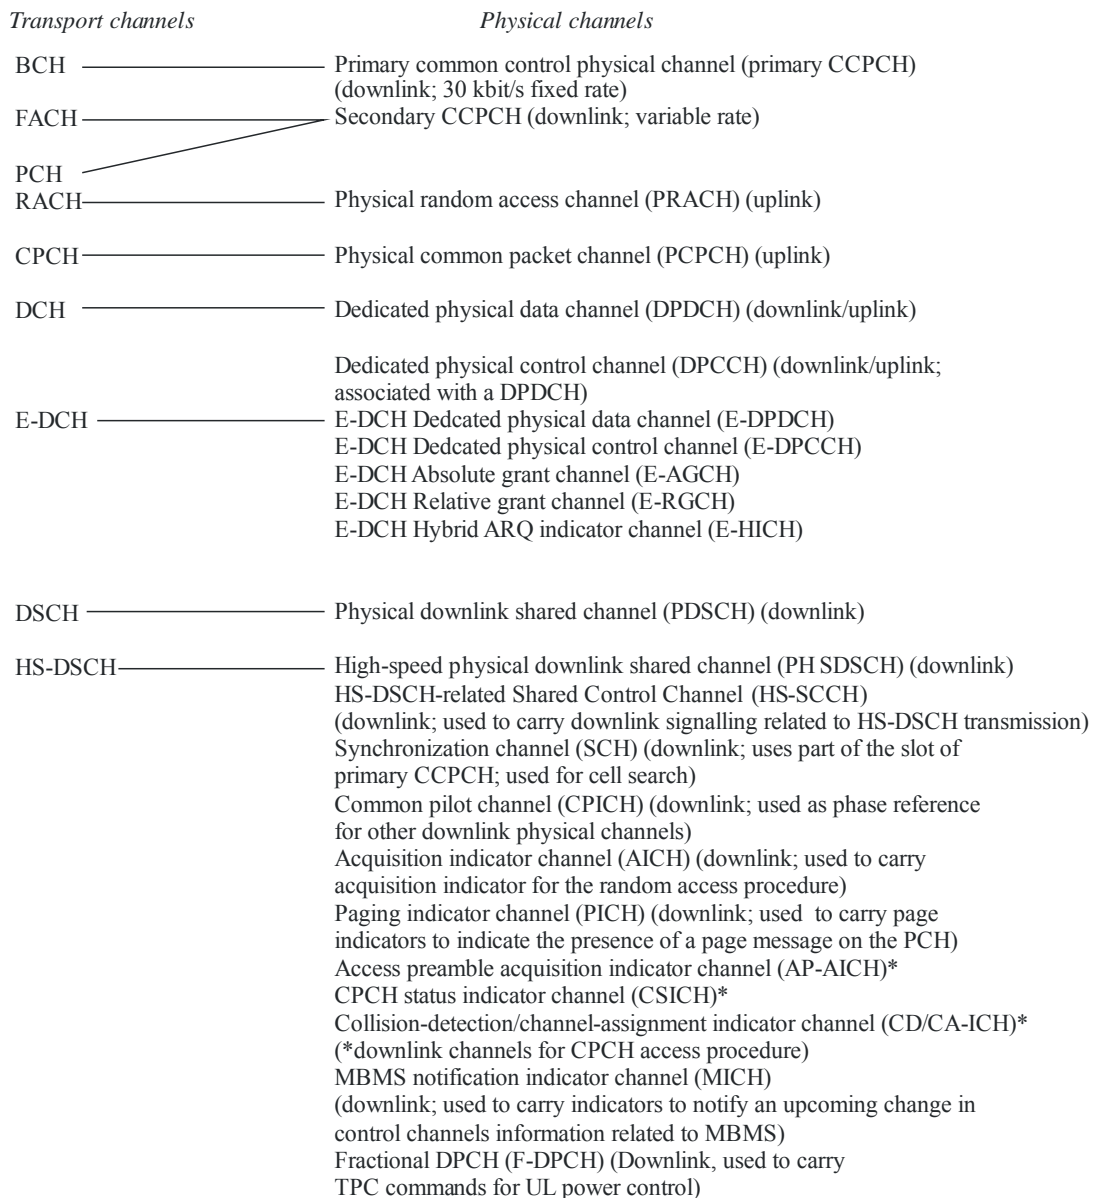 Transport channels Physical channels
BCH Primary common control physical channel (primary CCPCH)
(downlink; 30 kbit/s fixed rate)
FACH Secondary CCPCH (downlink; variable rate)
PCH
RACH Physical random access channel (PRACH) (uplink)
CPCH Physical common packet channel (PCPCH) (uplink)
DCH Dedicated physical data channel (DPDCH) (downlink/uplink)
Dedicated physical control channel (DPCCH) (downlink/uplink;
associated with a DPDCH)
E-DCH E-DCH Dedcated physical data channel (E-DPDCH)
E-DCH Dedcated physical control channel (E-DPCCH)
E-DCH Absolute grant channel (E-AGCH)
E-DCH Relative grant channel (E-RGCH)
E-DCH Hybrid ARQ indicator channel (E-HICH)
DSCH Physical downlink shared channel (PDSCH) (downlink)
HS-DSCH High-speed physical downlink shared channel (PH SDSCH) (downlink)
HS-DSCH-related Shared Control Channel (HS-SCCH)
(downlink; used to carry downlink signalling related to HS-DSCH transmission)
Synchronization channel (SCH) (downlink; uses part of the slot of
primary CCPCH; used for cell search)
Common pilot channel (CPICH) (downlink; used as phase reference
for other downlink physical channels)
Acquisition indicator channel (AICH) (downlink; used to carry
acquisition indicator for the random access procedure)
Paging indicator channel (PICH) (downlink; used to carry page
indicators to indicate the presence of a page message on the PCH)
Access preamble acquisition indicator channel (AP-AICH)*
CPCH status indicator channel (CSICH)*
Collision-detection/channel-assignment indicator channel (CD/CA-ICH)*
(*downlink channels for CPCH access procedure)
MBMS notification indicator channel (MICH)
(downlink; used to carry indicators to notify an upcoming change in
control channels information related to MBMS)
Fractional DPCH (F-DPCH) (Downlink, used to carry
TPC commands for UL power control)